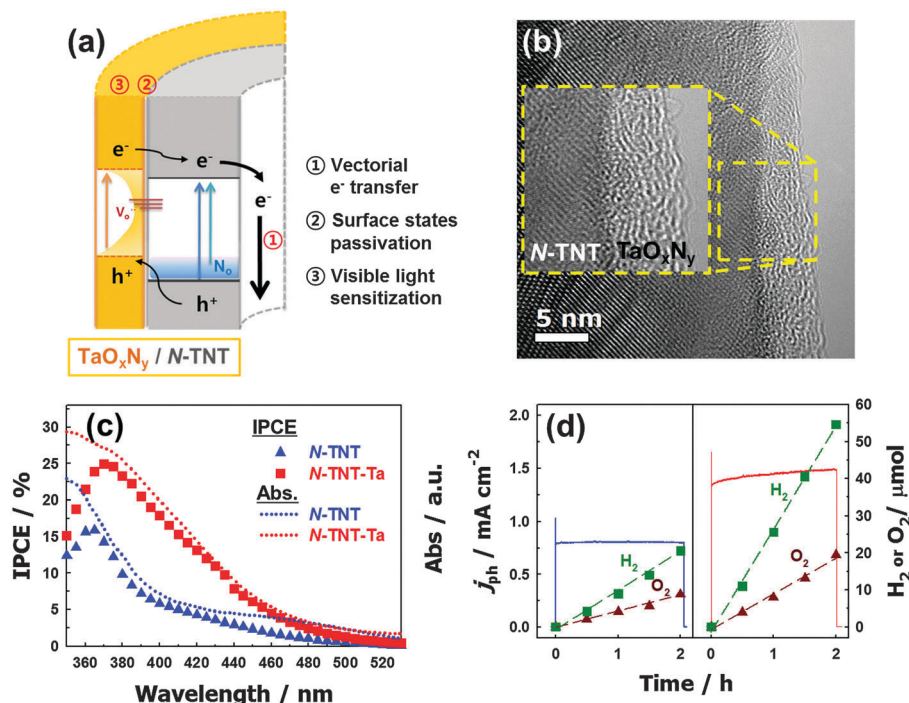 (a)
③ ②
e⁻
e⁻
e⁻
Vₒ¨
①
Nₒ
h⁺
h⁺
① Vectorial
e⁻ transfer
② Surface states
passivation
③ Visible light
sensitization
TaOₓNᵧ / N-TNT
(b)
N-TNT TaOₓNᵧ
5 nm
(c)
IPCE
N-TNT
N-TNT-Ta
Abs.
N-TNT
N-TNT-Ta
IPCE / %
30
25
20
15
10
5
0
360 380 400 420 440 460 480 500 520
Wavelength / nm
Abs / a.u.
(d)
jph / mA cm⁻²
2.0
1.5
1.0
0.75
0.25
0.0
H₂
O₂
H₂
O₂
60
50
40
30
20
10
0
H₂ or O₂/ μmol
0 1 2 0 1 2
Time / h